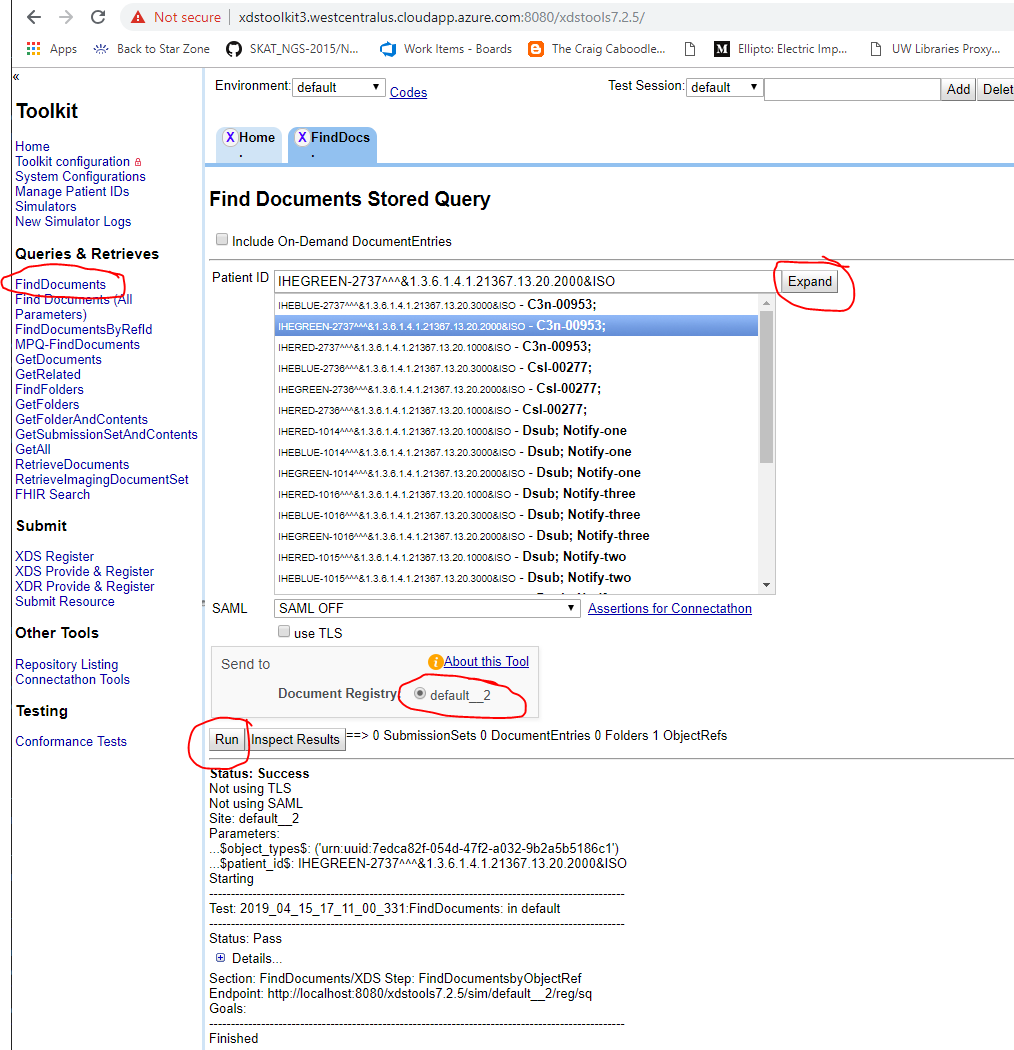 Not secure | xdstoolkit3.westcentralus.cloudapp.azure.com:8080/xdstools7.2.5/
Apps Back to Star Zone SKAT_NGS-2015/N... Work Items - Boards The Craig Caboodle... M Ellipto: Electric Imp... UW Libraries Proxy...
«
Environment: default Codes Test Session: default Add Delet
Toolkit
X Home . X FindDocs .
Home
Toolkit configuration
System Configurations
Manage Patient IDs
Simulators
New Simulator Logs
Queries & Retrieves
FindDocuments
Find Documents (All
Parameters)
FindDocumentsByRefId
MPQ-FindDocuments
GetDocuments
GetRelated
FindFolders
GetFolders
GetFolderAndContents
GetSubmissionSetAndContents
GetAll
RetrieveDocuments
RetrieveImagingDocumentSet
FHIR Search
Submit
XDS Register
XDS Provide & Register
XDR Provide & Register
Submit Resource
Other Tools
Repository Listing
Connectathon Tools
Testing
Conformance Tests
Find Documents Stored Query
Include On-Demand DocumentEntries
Patient ID IHEGREEN-2737^^^&1.3.6.1.4.1.21367.13.20.2000&ISO Expand
IHEBLUE-2737^^^&1.3.6.1.4.1.21367.13.20.3000&ISO - C3n-00953;
IHEGREEN-2737^^^&1.3.6.1.4.1.21367.13.20.2000&ISO - C3n-00953;
IHERED-2737^^^&1.3.6.1.4.1.21367.13.20.1000&ISO - C3n-00953;
IHEBLUE-2736^^^&1.3.6.1.4.1.21367.13.20.3000&ISO - Csl-00277;
IHEGREEN-2736^^^&1.3.6.1.4.1.21367.13.20.2000&ISO - Csl-00277;
IHERED-2736^^^&1.3.6.1.4.1.21367.13.20.1000&ISO - Csl-00277;
IHERED-1014^^^&1.3.6.1.4.1.21367.13.20.1000&ISO - Dsub; Notify-one
IHEBLUE-1014^^^&1.3.6.1.4.1.21367.13.20.3000&ISO - Dsub; Notify-one
IHEGREEN-1014^^^&1.3.6.1.4.1.21367.13.20.2000&ISO - Dsub; Notify-one
IHERED-1016^^^&1.3.6.1.4.1.21367.13.20.1000&ISO - Dsub; Notify-three
IHEBLUE-1016^^^&1.3.6.1.4.1.21367.13.20.3000&ISO - Dsub; Notify-three
IHEGREEN-1016^^^&1.3.6.1.4.1.21367.13.20.2000&ISO - Dsub; Notify-three
IHERED-1015^^^&1.3.6.1.4.1.21367.13.20.1000&ISO - Dsub; Notify-two
IHEBLUE-1015^^^&1.3.6.1.4.1.21367.13.20.3000&ISO - Dsub; Notify-two
SAML SAML OFF Assertions for Connectathon
use TLS
Send to i About this Tool
Document Registry default__2
Run Inspect Results ==> 0 SubmissionSets 0 DocumentEntries 0 Folders 1 ObjectRefs
Status: Success
Not using TLS
Not using SAML
Site: default__2
Parameters:
...$object_types$: ('urn:uuid:7edca82f-054d-47f2-a032-9b2a5b5186c1')
...$patient_id$: IHEGREEN-2737^^^&1.3.6.1.4.1.21367.13.20.2000&ISO
Starting
Test: 2019_04_15_17_11_00_331:FindDocuments: in default
Status: Pass
Details...
Section: FindDocuments/XDS Step: FindDocumentsbyObjectRef
Endpoint: http://localhost:8080/xdstools7.2.5/sim/default__2/reg/sq
Goals:
Finished